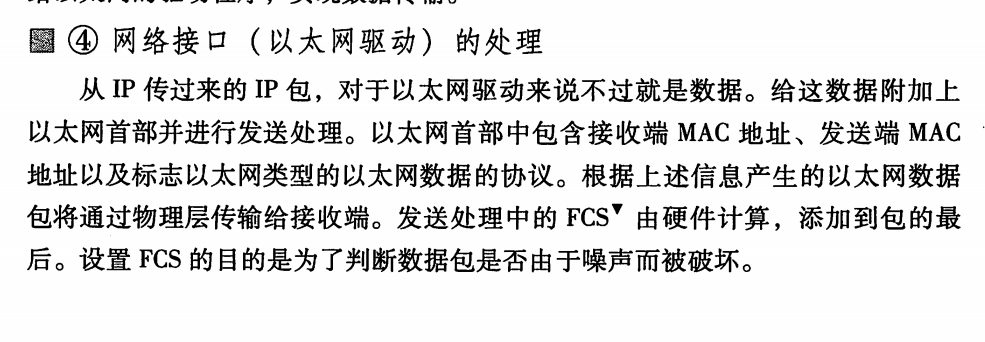 ④ 网络接口（以太网驱动）的处理
从 IP 传过来的 IP 包，对于以太网驱动来说不过就是数据。给这数据附加上
以太网首部并进行发送处理。以太网首部中包含接收端 MAC 地址、发送端 MAC
地址以及标志以太网类型的以太网数据的协议。根据上述信息产生的以太网数据
包将通过物理层传输给接收端。发送处理中的 FCS▼ 由硬件计算，添加到包的最
后。设置 FCS 的目的是为了判断数据包是否由于噪声而被破坏。